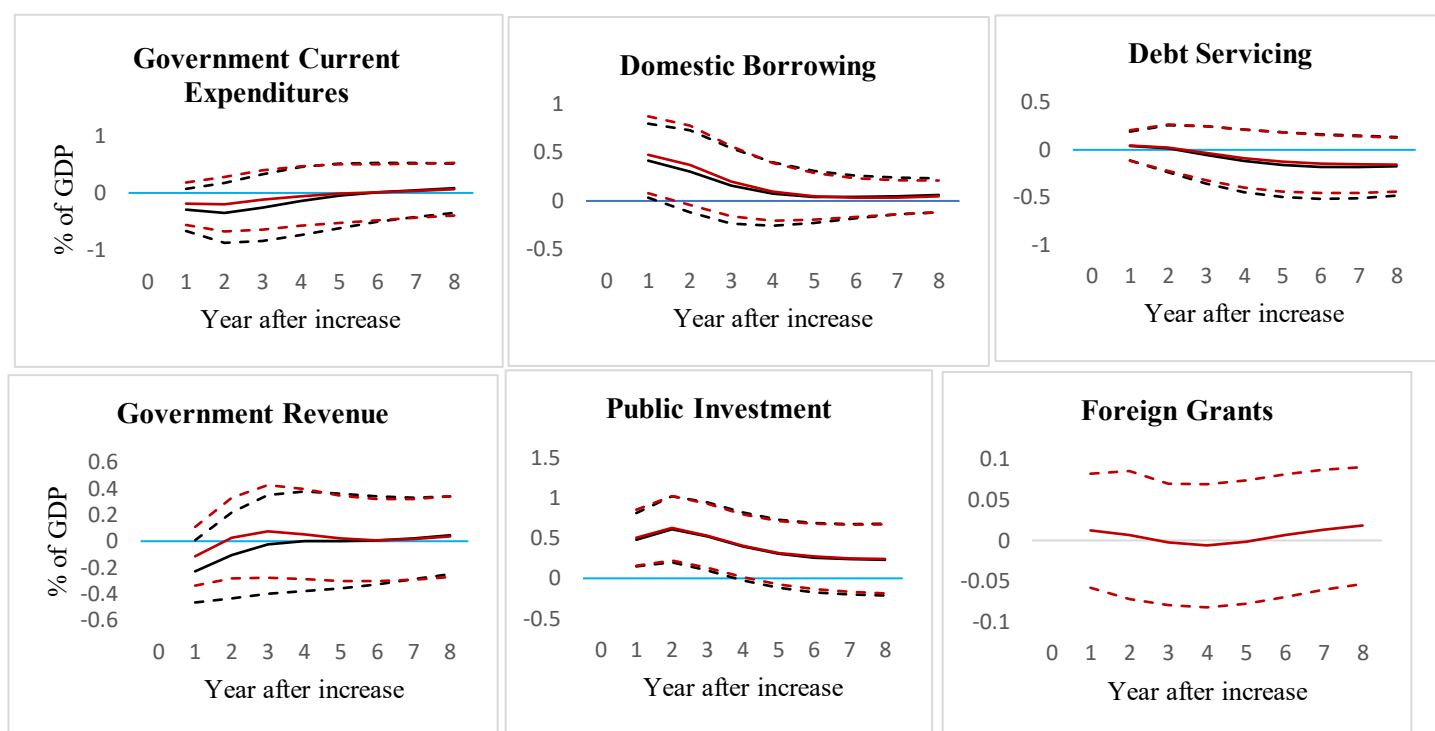 Government Current
Expenditures
% of GDP
1
0
-1
0 1 2 3 4 5 6 7 8
Year after increase
Domestic Borrowing
1
0.5
0
-0.5
0 1 2 3 4 5 6 7 8
Year after increase
Debt Servicing
0.5
0
-0.5
-1
0 1 2 3 4 5 6 7 8
Year after increase
Government Revenue
% of GDP
0.6
0.4
0.2
0
-0.2
-0.4
-0.6
0 1 2 3 4 5 6 7 8
Year after increase
Public Investment
1.5
1
0.5
0
-0.5
0 1 2 3 4 5 6 7 8
Year after increase
Foreign Grants
0.1
0.05
0
-0.05
-0.1
0 1 2 3 4 5 6 7 8
Year after increase